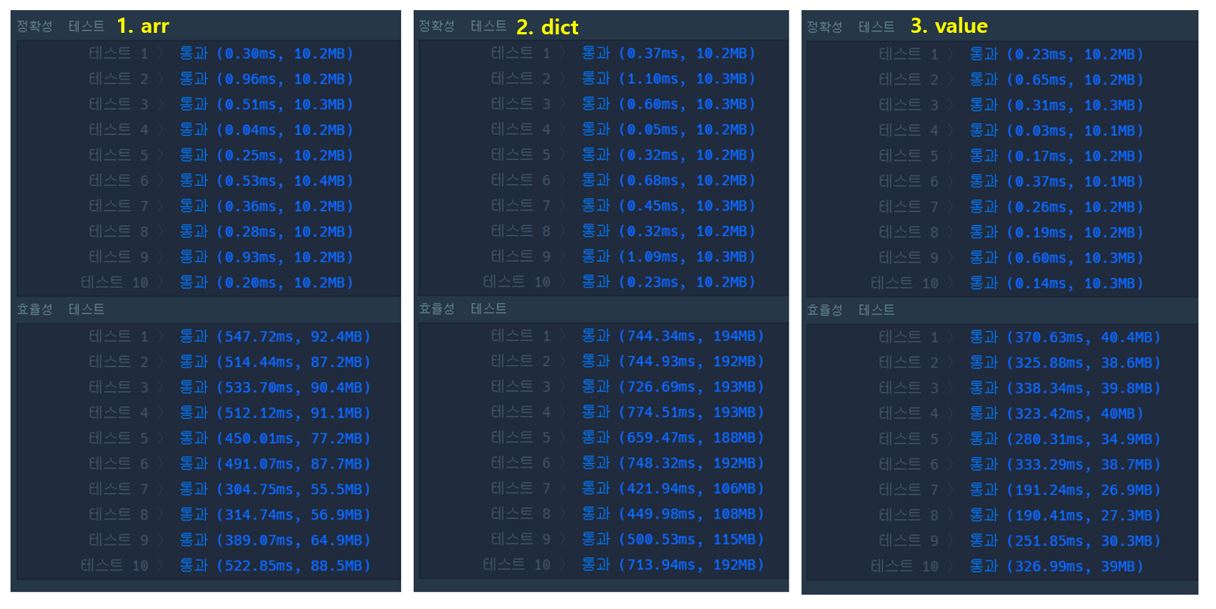 1. arr
정확성 테스트
테스트 1 〉 통과 (0.30ms, 10.2MB)
테스트 2 〉 통과 (0.96ms, 10.2MB)
테스트 3 〉 통과 (0.51ms, 10.3MB)
테스트 4 〉 통과 (0.04ms, 10.2MB)
테스트 5 〉 통과 (0.25ms, 10.2MB)
테스트 6 〉 통과 (0.53ms, 10.4MB)
테스트 7 〉 통과 (0.36ms, 10.2MB)
테스트 8 〉 통과 (0.28ms, 10.2MB)
테스트 9 〉 통과 (0.93ms, 10.2MB)
테스트 10 〉 통과 (0.20ms, 10.2MB)
효율성 테스트
테스트 1 〉 통과 (547.72ms, 92.4MB)
테스트 2 〉 통과 (514.44ms, 87.2MB)
테스트 3 〉 통과 (533.70ms, 90.4MB)
테스트 4 〉 통과 (512.12ms, 91.1MB)
테스트 5 〉 통과 (450.01ms, 77.2MB)
테스트 6 〉 통과 (491.07ms, 87.7MB)
테스트 7 〉 통과 (304.75ms, 55.5MB)
테스트 8 〉 통과 (314.74ms, 56.9MB)
테스트 9 〉 통과 (389.07ms, 64.9MB)
테스트 10 〉 통과 (522.85ms, 88.5MB)
2. dict
정확성 테스트
테스트 1 〉 통과 (0.37ms, 10.2MB)
테스트 2 〉 통과 (1.10ms, 10.3MB)
테스트 3 〉 통과 (0.60ms, 10.3MB)
테스트 4 〉 통과 (0.05ms, 10.2MB)
테스트 5 〉 통과 (0.32ms, 10.2MB)
테스트 6 〉 통과 (0.68ms, 10.2MB)
테스트 7 〉 통과 (0.45ms, 10.3MB)
테스트 8 〉 통과 (0.32ms, 10.2MB)
테스트 9 〉 통과 (1.09ms, 10.3MB)
테스트 10 〉 통과 (0.23ms, 10.2MB)
효율성 테스트
테스트 1 〉 통과 (744.34ms, 194MB)
테스트 2 〉 통과 (744.93ms, 192MB)
테스트 3 〉 통과 (726.69ms, 193MB)
테스트 4 〉 통과 (774.51ms, 193MB)
테스트 5 〉 통과 (659.47ms, 188MB)
테스트 6 〉 통과 (748.32ms, 192MB)
테스트 7 〉 통과 (421.94ms, 106MB)
테스트 8 〉 통과 (449.98ms, 108MB)
테스트 9 〉 통과 (500.53ms, 115MB)
테스트 10 〉 통과 (713.94ms, 192MB)
3. value
정확성 테스트
테스트 1 〉 통과 (0.23ms, 10.2MB)
테스트 2 〉 통과 (0.65ms, 10.2MB)
테스트 3 〉 통과 (0.31ms, 10.3MB)
테스트 4 〉 통과 (0.03ms, 10.1MB)
테스트 5 〉 통과 (0.17ms, 10.2MB)
테스트 6 〉 통과 (0.37ms, 10.1MB)
테스트 7 〉 통과 (0.26ms, 10.2MB)
테스트 8 〉 통과 (0.19ms, 10.2MB)
테스트 9 〉 통과 (0.60ms, 10.3MB)
테스트 10 〉 통과 (0.14ms, 10.3MB)
효율성 테스트
테스트 1 〉 통과 (370.63ms, 40.4MB)
테스트 2 〉 통과 (325.88ms, 38.6MB)
테스트 3 〉 통과 (338.34ms, 39.8MB)
테스트 4 〉 통과 (323.42ms, 40MB)
테스트 5 〉 통과 (280.31ms, 34.9MB)
테스트 6 〉 통과 (333.29ms, 38.7MB)
테스트 7 〉 통과 (191.24ms, 26.9MB)
테스트 8 〉 통과 (190.41ms, 27.3MB)
테스트 9 〉 통과 (251.85ms, 30.3MB)
테스트 10 〉 통과 (326.99ms, 39MB)